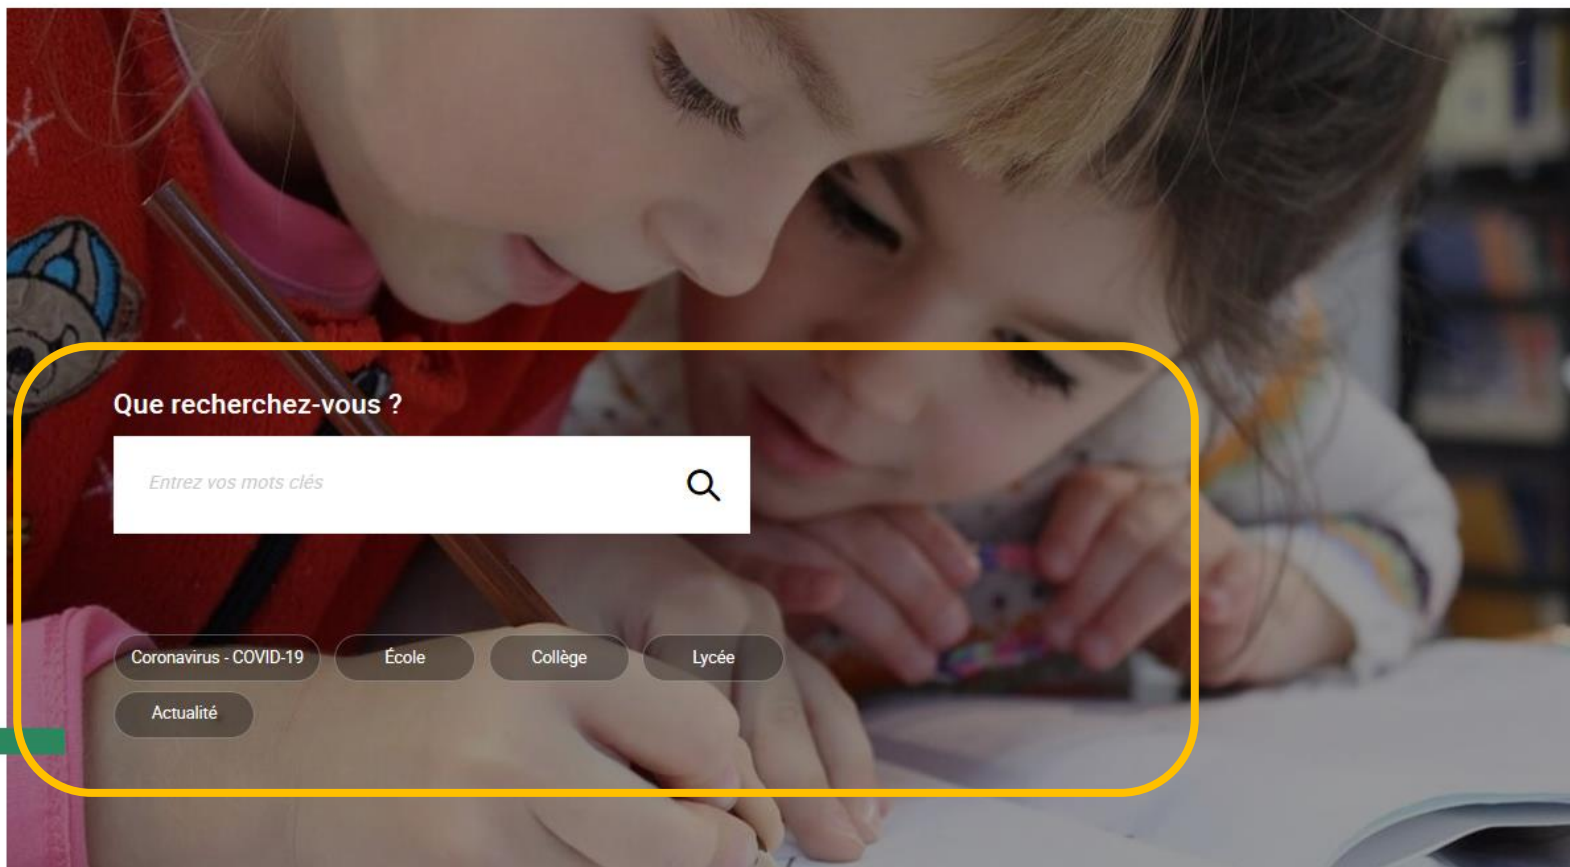 Que recherchez-vous ?
Entrez vos mots clés
Coronavirus - COVID-19 École Collège Lycée
Actualité